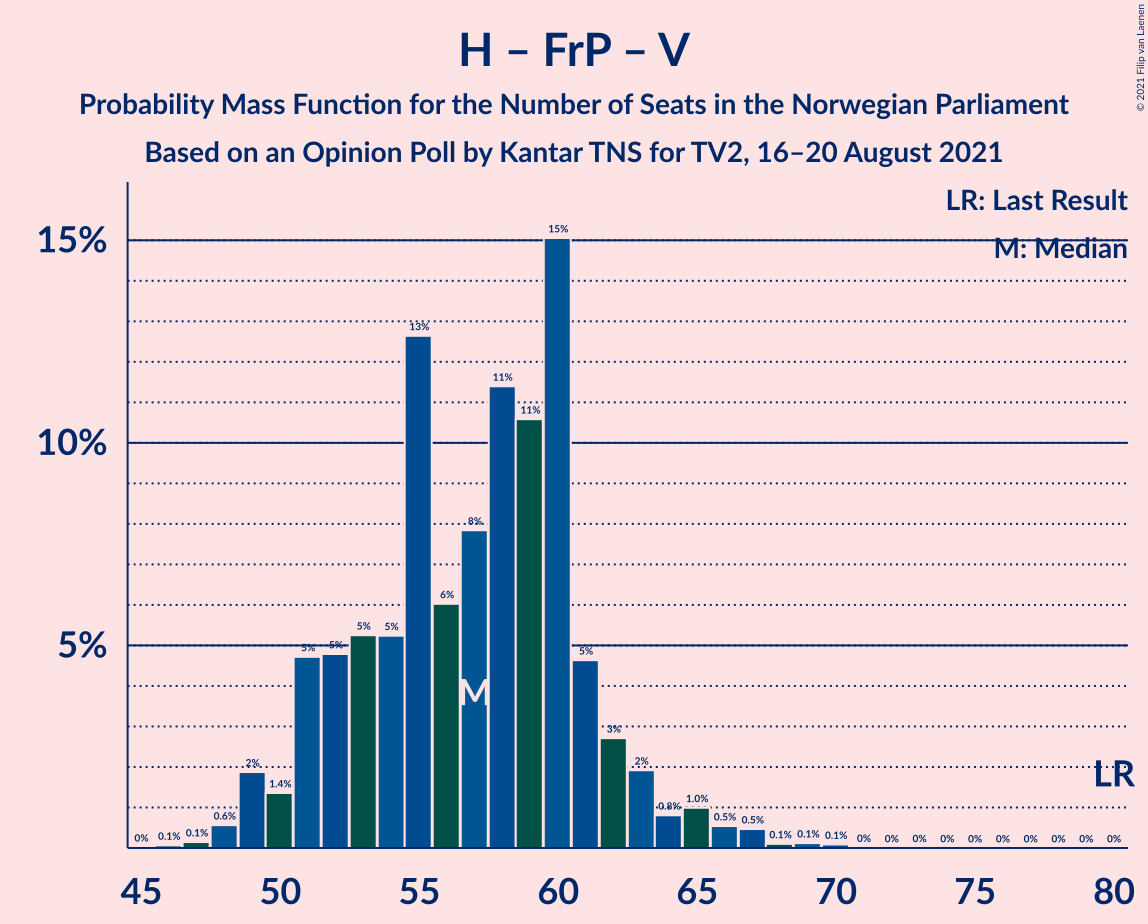 H – FrP – V
Probability Mass Function for the Number of Seats in the Norwegian Parliament
Based on an Opinion Poll by Kantar TNS for TV2, 16–20 August 2021
© 2021 Filip van Laenen
LR: Last Result
M: Median
15%
10%
5%
0% 0.1% 0.1% 0.6% 2% 1.4% 5% 5% 5% 5% 13% 6% 8% 11% 11% 15% 5% 3% 2% 0.8% 1.0% 0.5% 0.5% 0.1% 0.1% 0.1% 0% 0% 0% 0% 0% 0% 0% 0% 0% 0%
M
LR
45 50 55 60 65 70 75 80